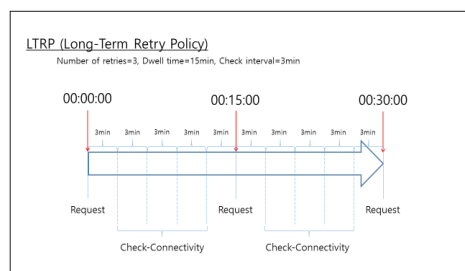 LTRP (Long-Term Retry Policy)
Number of retries=3, Dwell time=15min, Check interval=3min
00:00:00 00:15:00 00:30:00
3min 3min 3min 3min 3min 3min 3min 3min 3min 3min
Request Request Request
Check-Connectivity Check-Connectivity